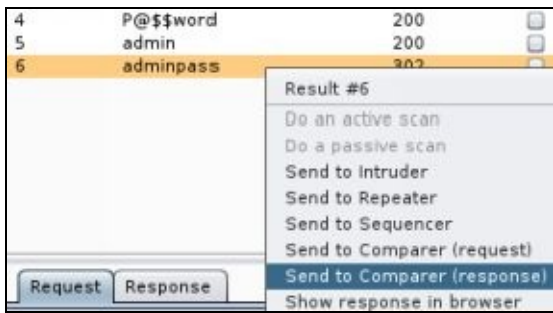 4 P@$$word 200
5 admin 200
6 adminpass 302
Result #6
Do an active scan
Do a passive scan
Send to Intruder
Send to Repeater
Send to Sequencer
Send to Comparer (request)
Send to Comparer (response)
Show response in browser
Request Response